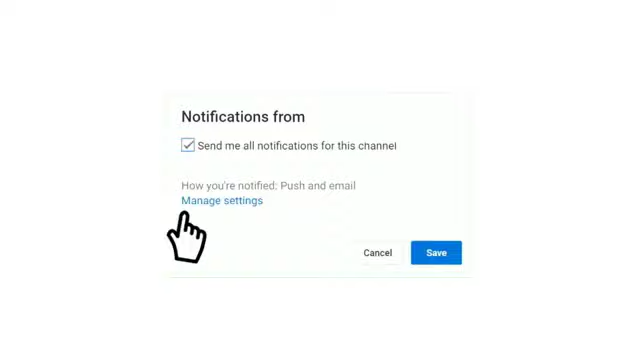 Notifications from
Send me all notifications for this channel
How you're notified: Push and email
Manage settings
Cancel
Save